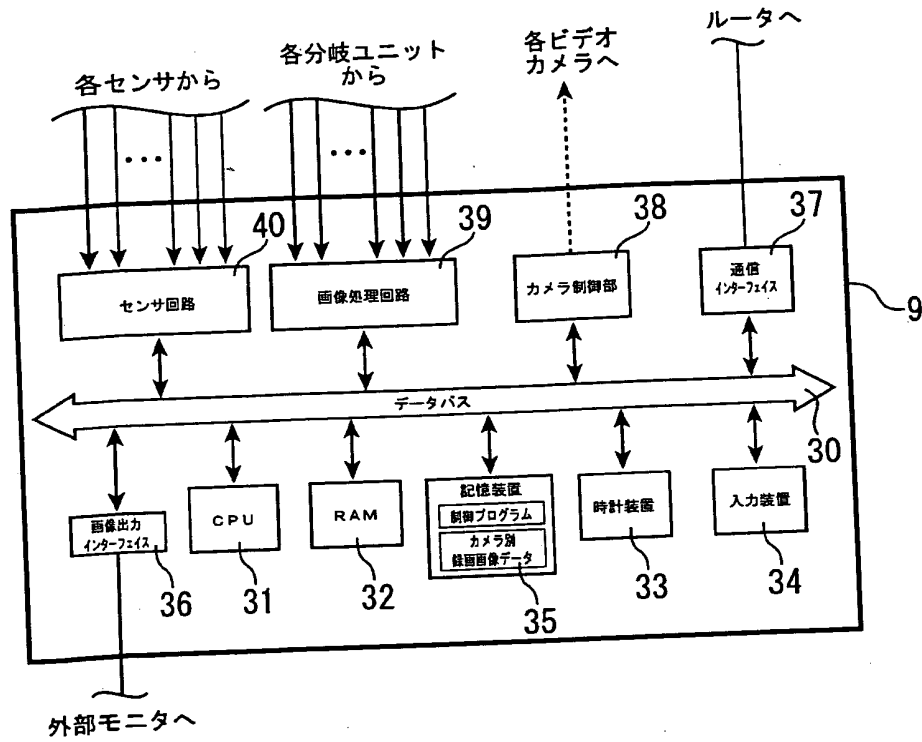 ルータへ
各ビデオ
カメラへ
各分岐ユニット
から
各センサから
40
センサ回路
39
画像処理回路
38
カメラ制御部
37
通信
インターフェイス
9
データバス
30
画像出力
インターフェイス
36
CPU
31
RAM
32
記憶装置
制御プログラム
カメラ別
録画画像データ
35
時計装置
33
入力装置
34
外部モニタへ